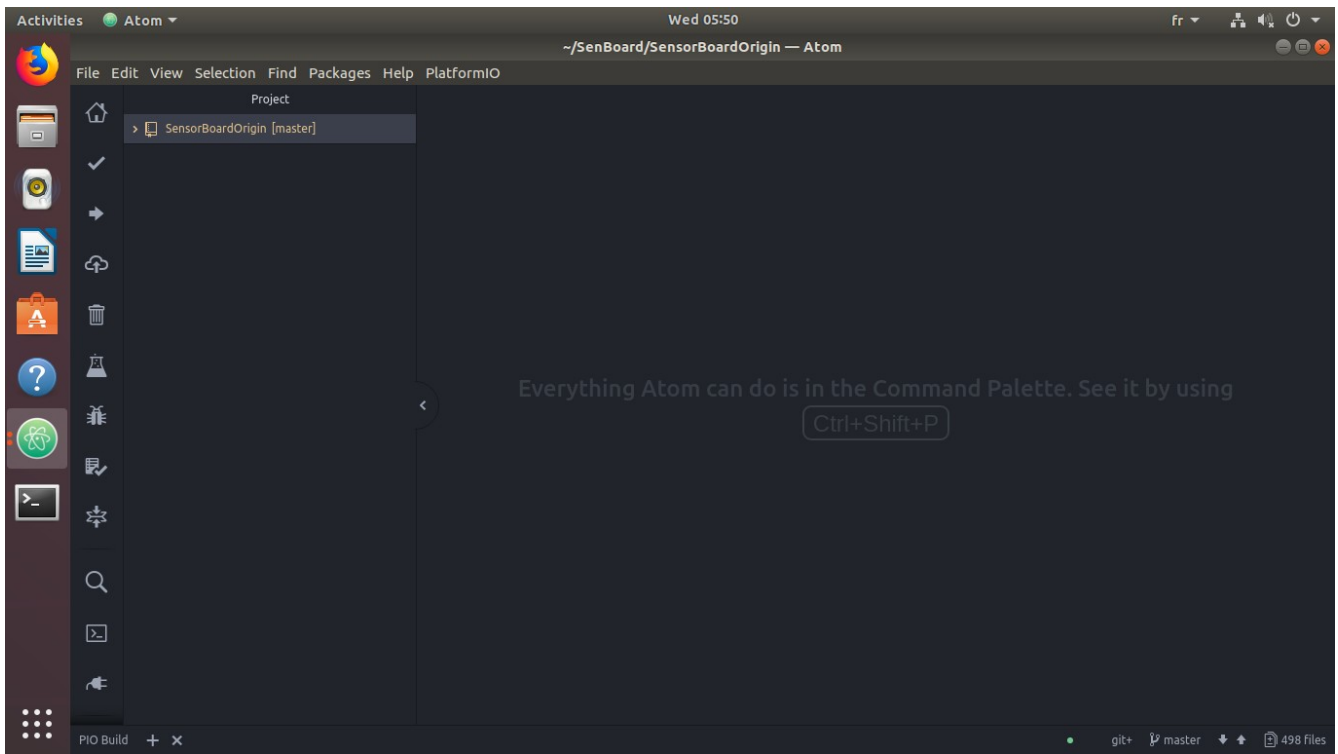 Activities Atom Wed 05:50 fr
~/SenBoard/SensorBoardOrigin — Atom
File Edit View Selection Find Packages Help PlatformIO
Project
SensorBoardOrigin [master]
Everything Atom can do is in the Command Palette. See it by using
Ctrl+Shift+P
PIO Build + × git+ master 498 files